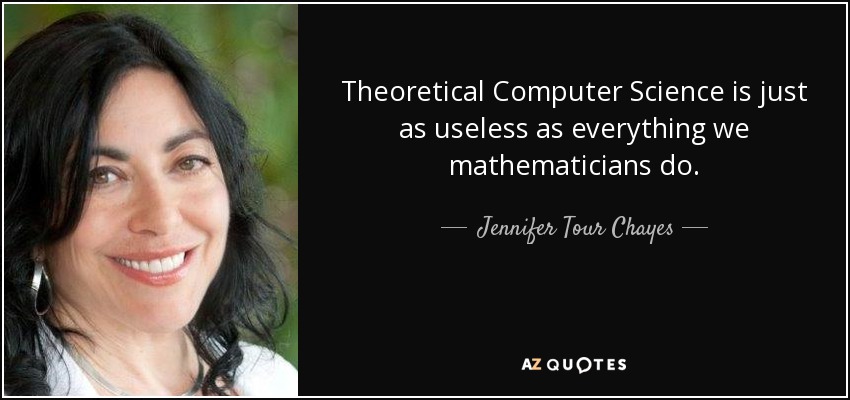 Theoretical Computer Science is just
as useless as everything we
mathematicians do.
Jennifer Tour Chayes
AZ QUOTES